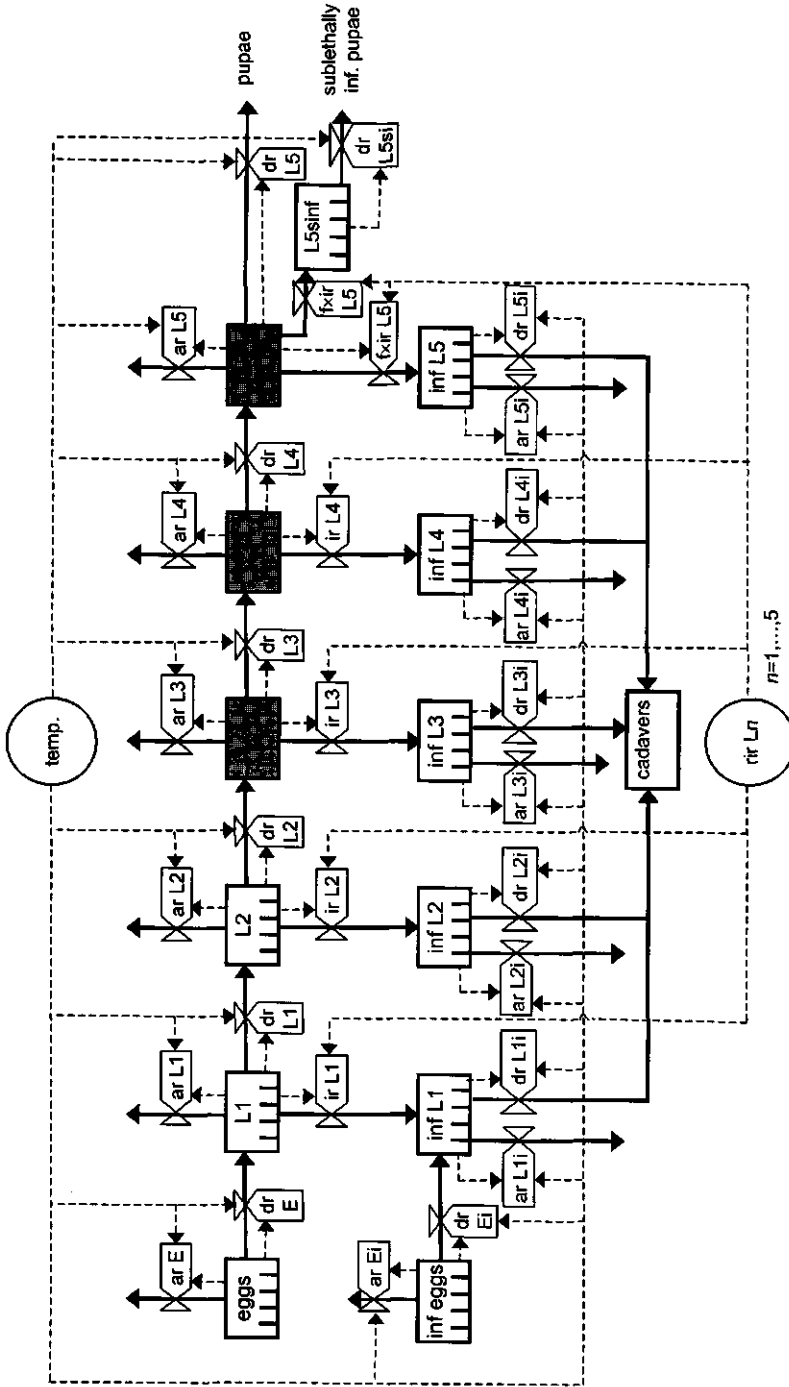 temp.
ar E
ar L1
ar L2
ar L3
ar L4
ar L5
eggs
dr
E
L1
dr
L1
L2
dr
L2
dr
L3
dr
L4
dr
L5
pupae
ir L1
ir L2
ir L3
ir L4
f×ir L5
f×ir
L5
L5sinf
dr
L5si
sublethally
inf. pupae
ar Ei
inf eggs
dr
Ei
inf L1
inf L2
inf L3
inf L4
inf L5
ar L1i
dr L1i
ar L2i
dr L2i
ar L3i
dr L3i
ar L4i
dr L4i
ar L5i
dr L5i
cadavers
rir Ln
n=1,...,5